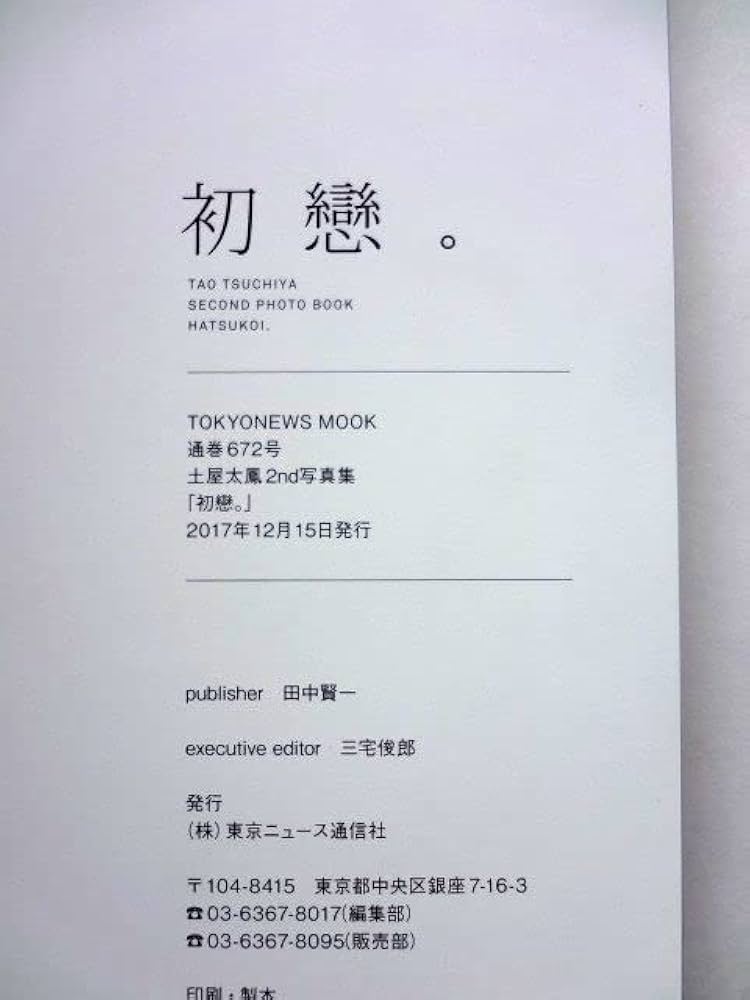 初戀。
TAO TSUCHIYA
SECOND PHOTO BOOK
HATSUKOI.
TOKYONEWS MOOK
通巻672号
土屋太鳳2nd写真集
「初戀。」
2017年12月15日発行
publisher　田中賢一
executive editor　三宅俊郎
発行
（株）東京ニュース通信社
〒104-8415　東京都中央区銀座7-16-3
☎03-6367-8017(編集部)
☎03-6367-8095(販売部)
印刷：製本